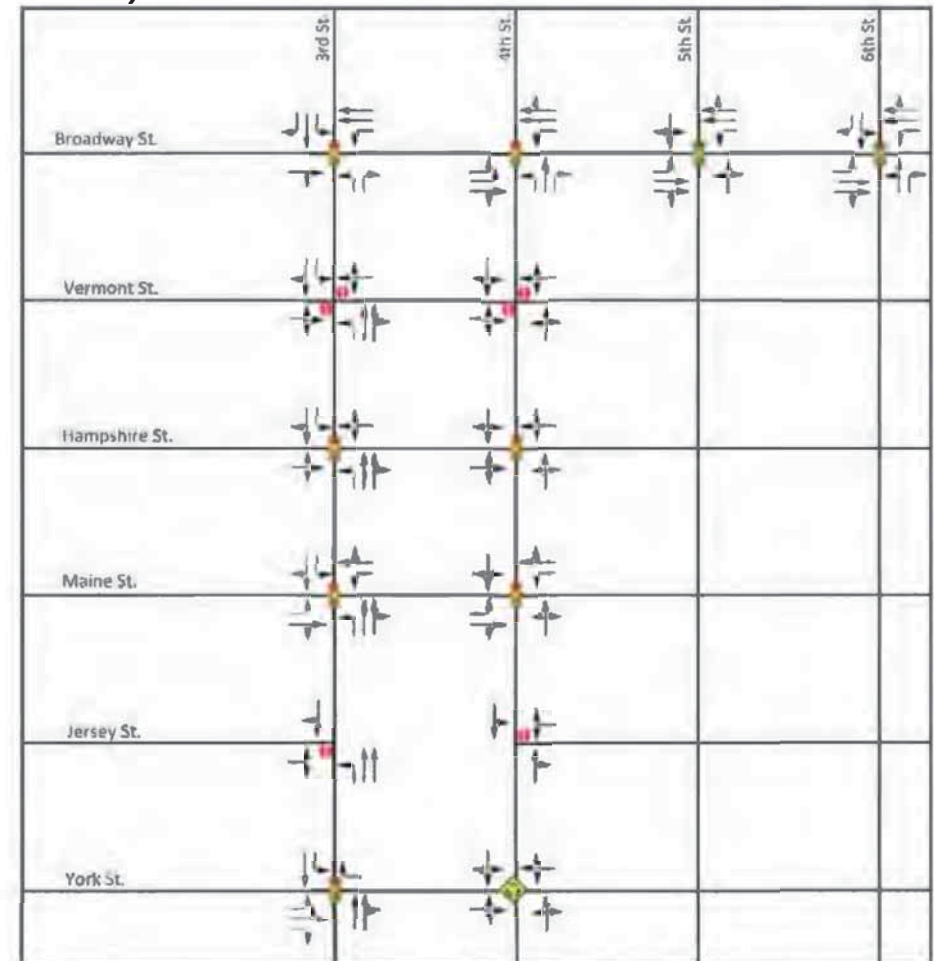 3rd St.
4th St.
5th St
6th St
Broadway St.
Vermont St.
Hampshire St.
Maine St.
Jersey St.
York St.